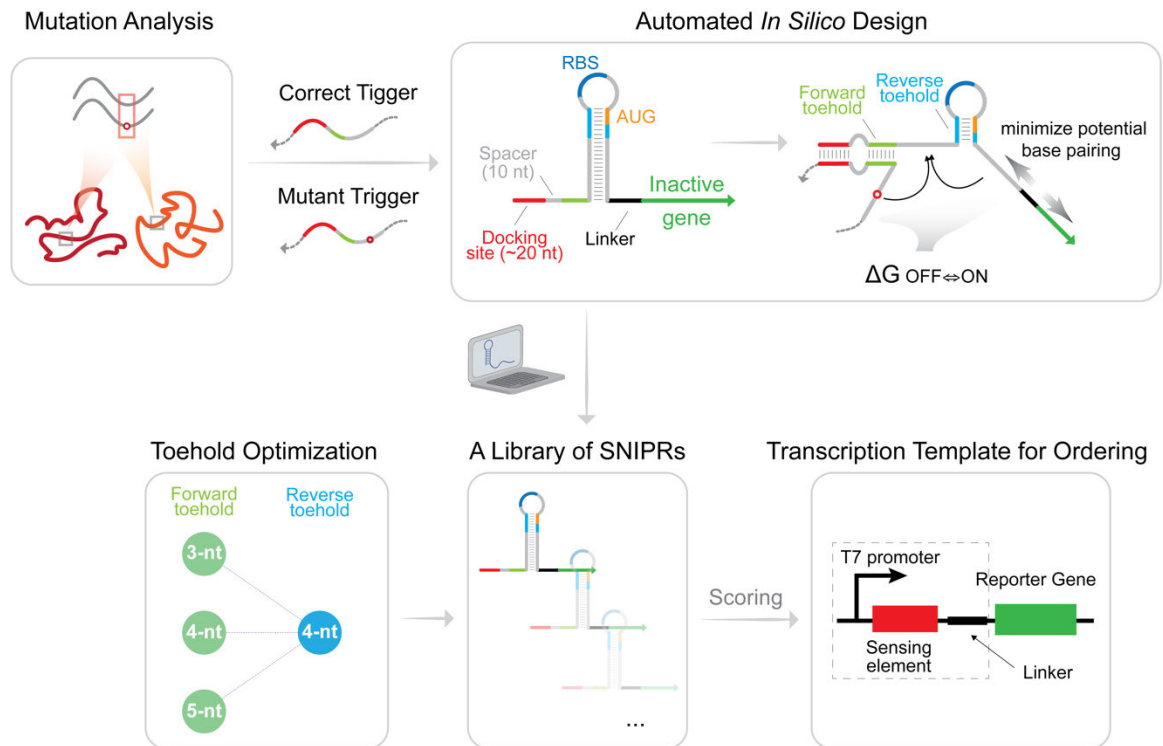 Mutation Analysis
Automated In Silico Design
Correct Tigger
Mutant Trigger
RBS
AUG
Spacer
(10 nt)
Docking
site (~20 nt)
Linker
Inactive
gene
Forward
toehold
Reverse
toehold
minimize potential
base pairing
ΔG OFF⇔ON
Toehold Optimization
Forward
toehold
Reverse
toehold
3-nt
4-nt
5-nt
4-nt
A Library of SNIPRs
...
Scoring
Transcription Template for Ordering
T7 promoter
Reporter Gene
Sensing
element
Linker